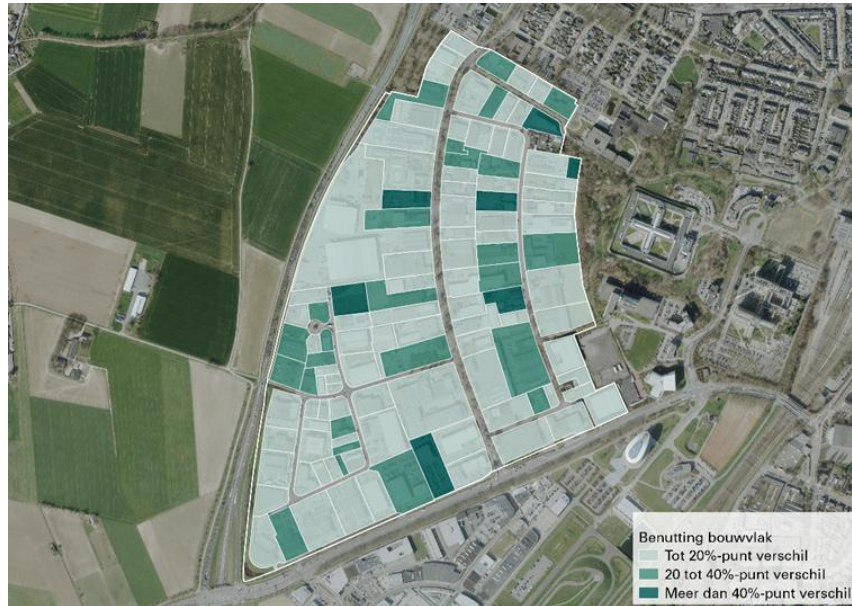 Benutting bouwvlak
Tot 20%-punt verschil
20 tot 40%-punt verschil
Meer dan 40%-punt verschil